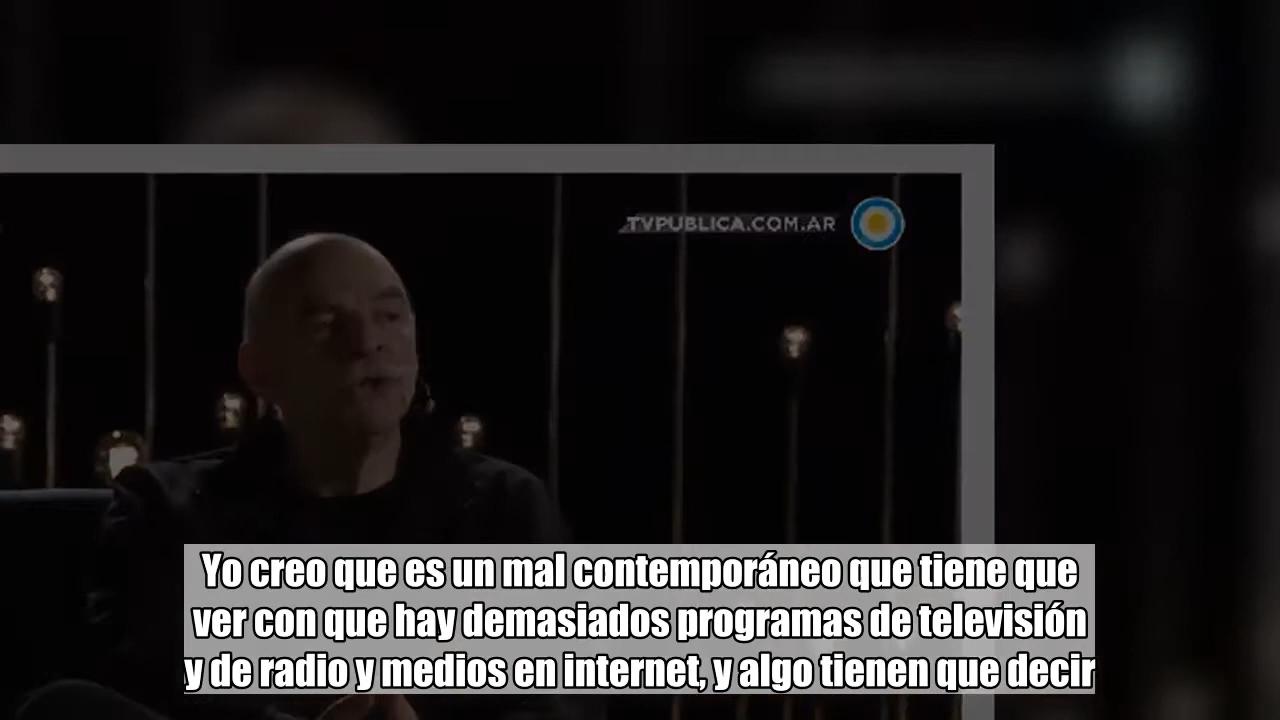 TVPUBLICA.COM.AR
Yo creo que es un mal contemporáneo que tiene que
ver con que hay demasiados programas de televisión
y de radio y medios en internet, y algo tienen que decir